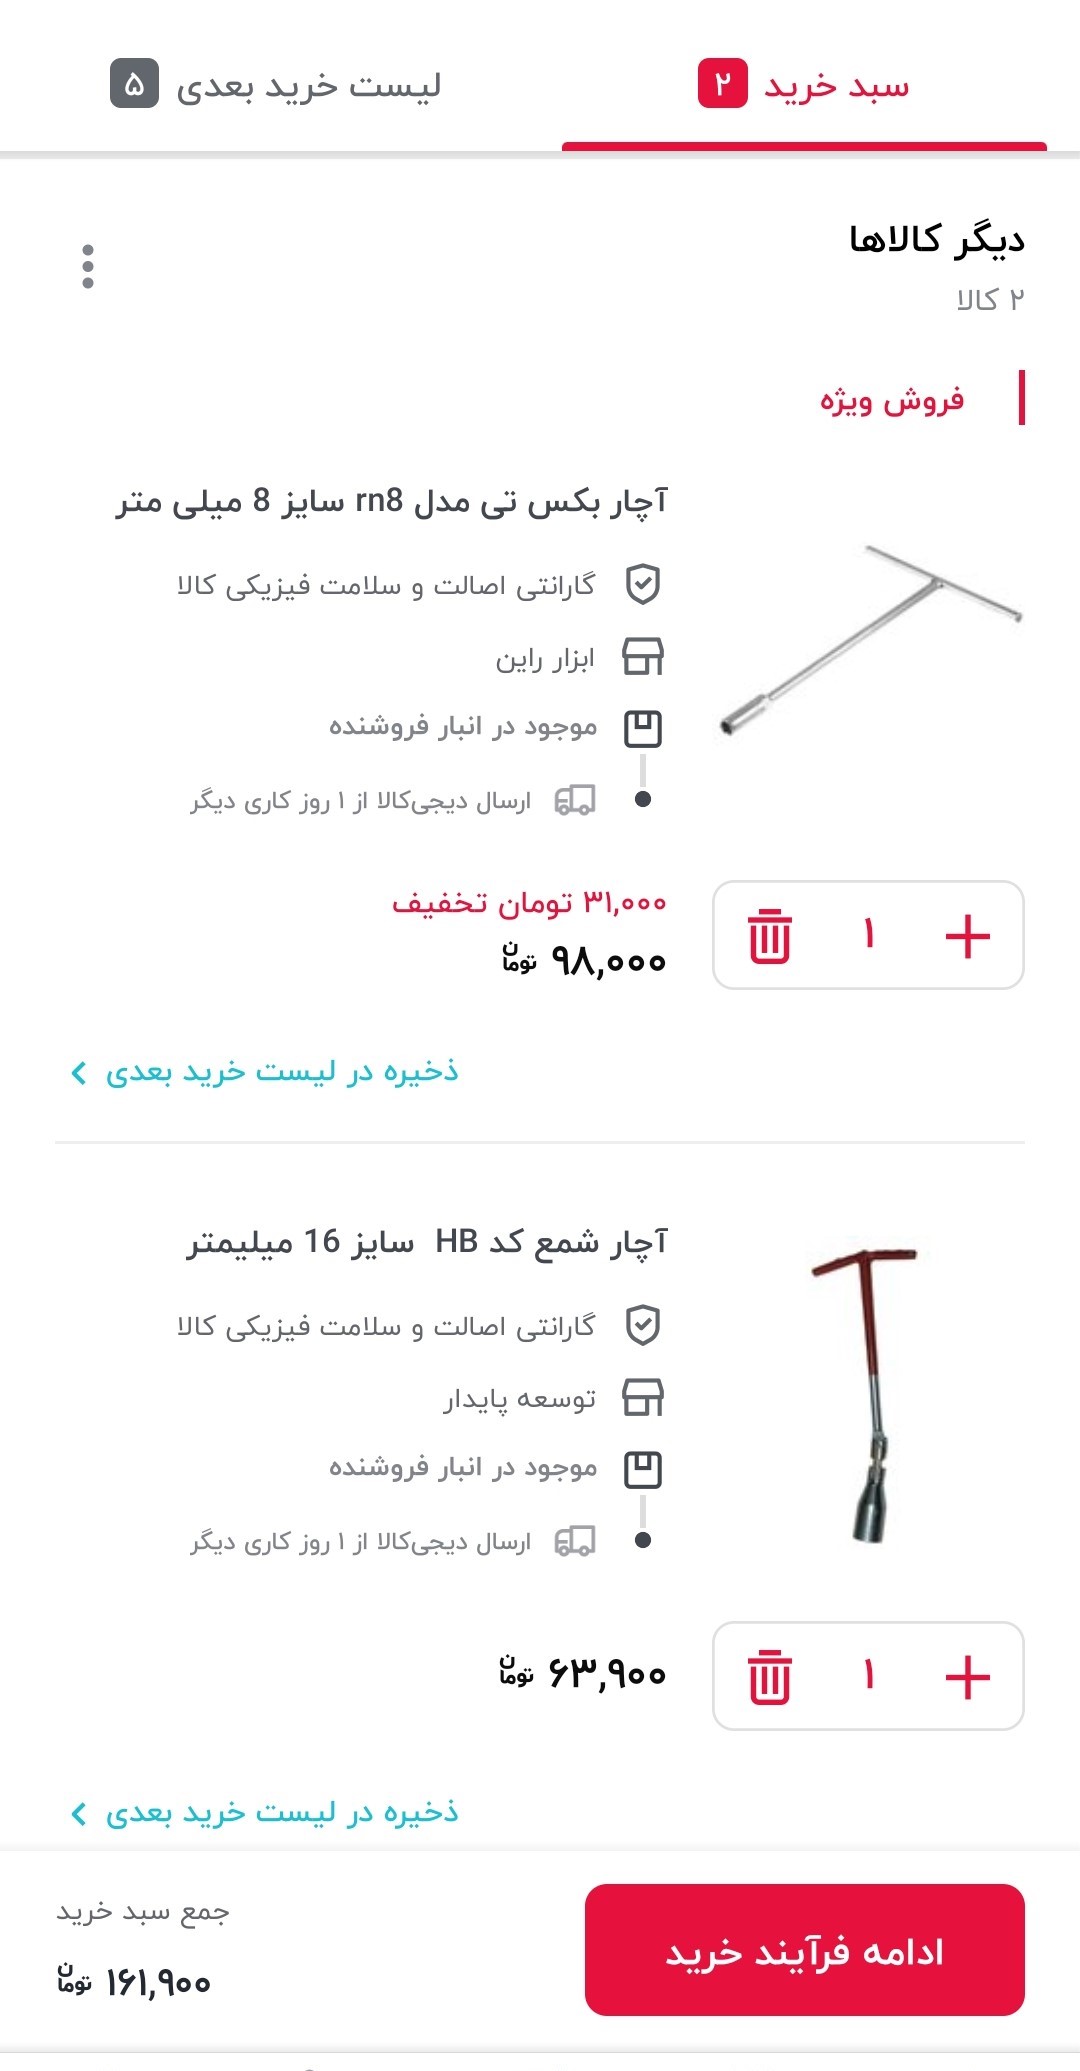 سبد خرید ۲
لیست خرید بعدی ۵
دیگر کالاها
۲ کالا
فروش ویژه
آچار بکس تی مدل rn8 سایز 8 میلی متر
گارانتی اصالت و سلامت فیزیکی کالا
ابزار راین
موجود در انبار فروشنده
ارسال دیجی‌کالا از ۱ روز کاری دیگر
۳۱,۰۰۰ تومان تخفیف
۹۸,۰۰۰ تومان
۱
ذخیره در لیست خرید بعدی
آچار شمع کد HB  سایز 16 میلیمتر
گارانتی اصالت و سلامت فیزیکی کالا
توسعه پایدار
موجود در انبار فروشنده
ارسال دیجی‌کالا از ۱ روز کاری دیگر
۶۳,۹۰۰ تومان
۱
ذخیره در لیست خرید بعدی
ادامه فرآیند خرید
جمع سبد خرید
۱۶۱,۹۰۰ تومان